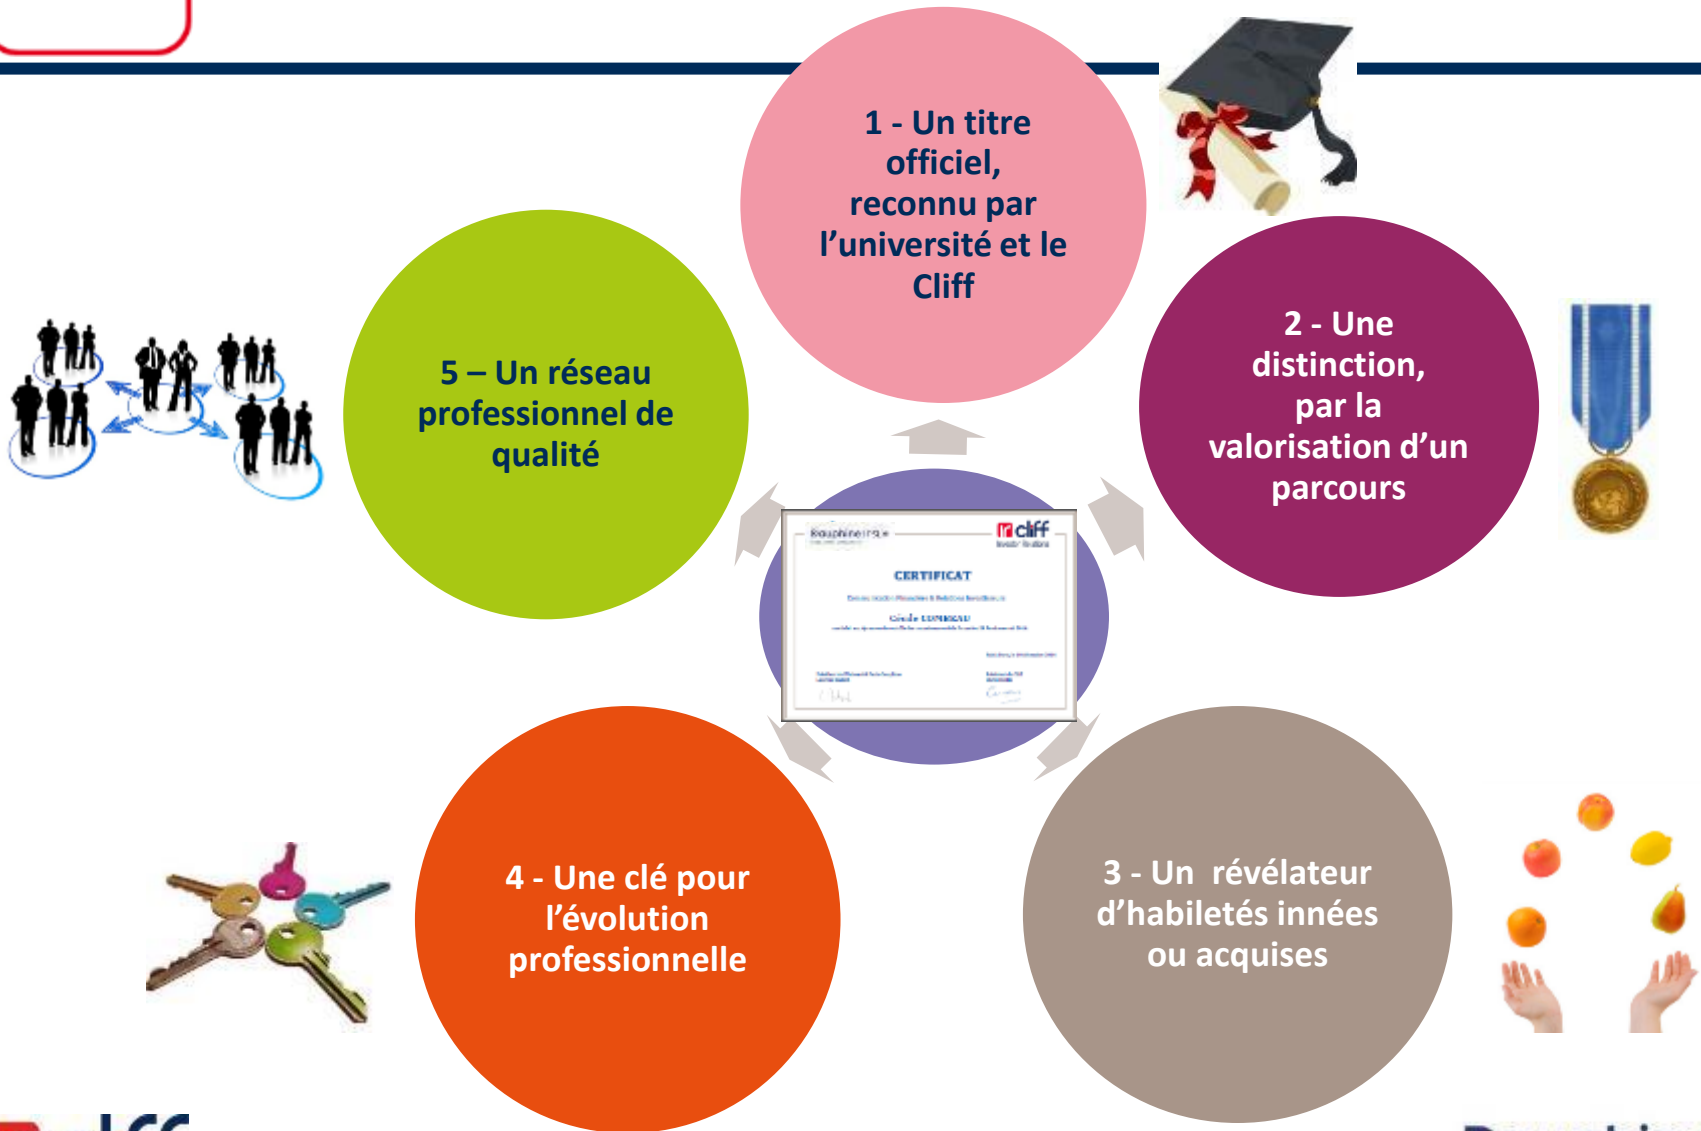 1 - Un titre
officiel,
reconnu par
l’université et le
Cliff
2 - Une
distinction,
par la
valorisation d’un
parcours
3 - Un  révélateur
d’habiletés innées
ou acquises
4 - Une clé pour
l’évolution
professionnelle
5 – Un réseau
professionnel de
qualité
Dauphine
cliff
CERTIFICAT